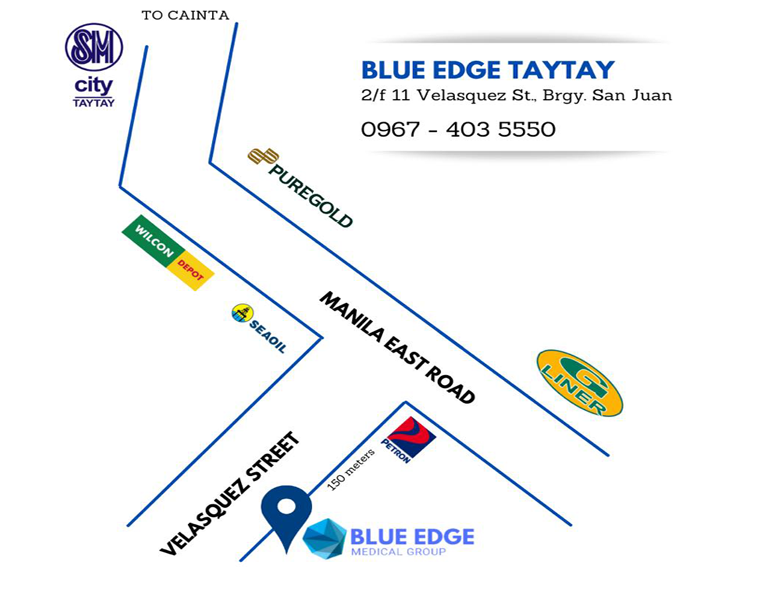 TO CAINTA
SM
city
TAYTAY
BLUE EDGE TAYTAY
2/f 11 Velasquez St., Brgy. San Juan
0967 - 403 5550
PUREGOLD
WILCON
DEPOT
SEAOIL
MANILA EAST ROAD
G
LINER
PETRON
150 meters
VELASQUEZ STREET
BLUE EDGE
MEDICAL GROUP